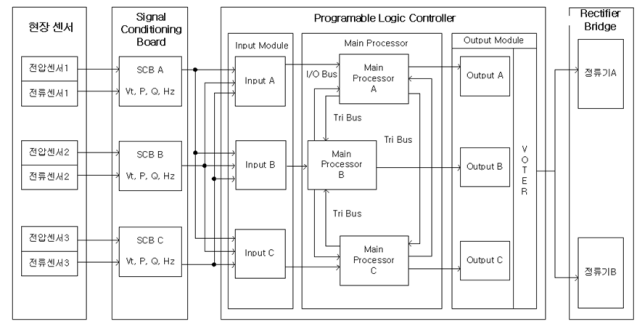 현장 센서
전압센서1
전류센서1
전압센서2
전류센서2
전압센서3
전류센서3
Signal
Conditioning
Board
SCB A
Vt, P, Q, Hz
SCB B
Vt, P, Q, Hz
SCB C
Vt, P, Q, Hz
Programable Logic Controller
Input Module
Input A
Input B
Input C
Main Processor
I/O Bus
Main
Processor
A
Tri Bus
Tri Bus
Main
Processor
B
Tri Bus
Main
Processor
C
Output Module
Output A
Output B
Output C
V
O
T
E
R
Rectifier
Bridge
정류기A
정류기B